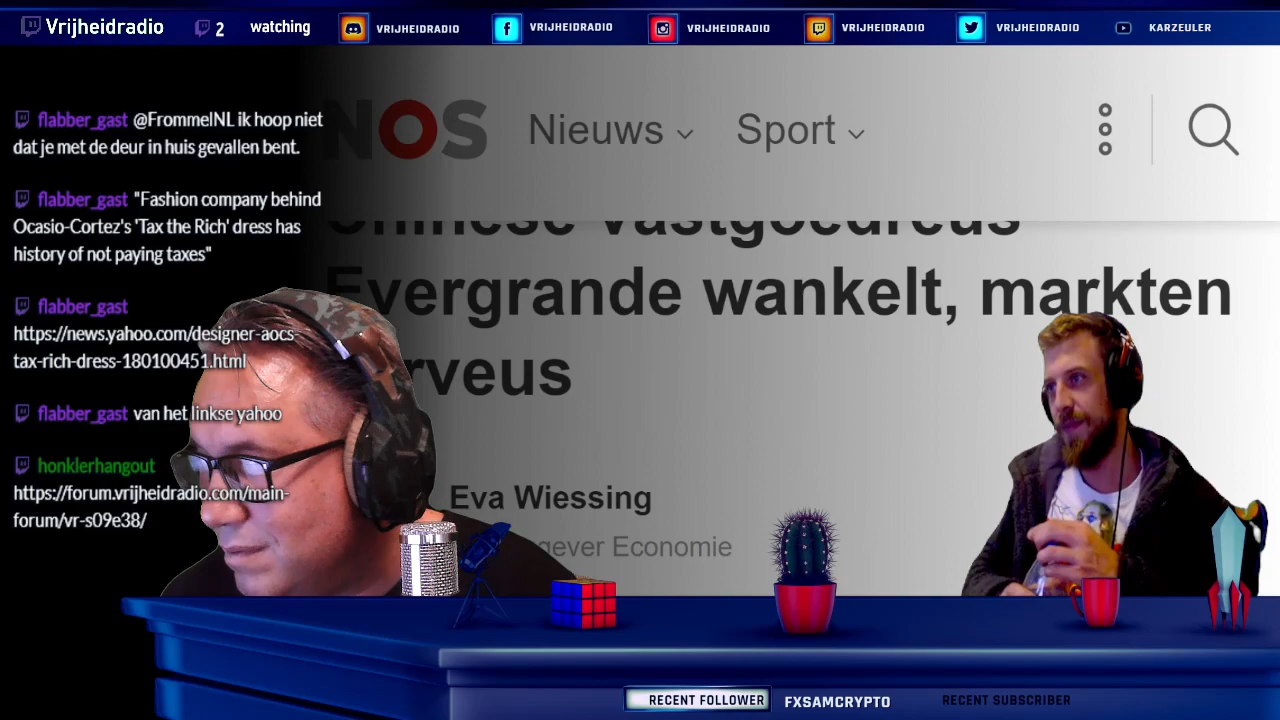 Vrijheidradio
2
watching
VRIJHEIDRADIO
VRIJHEIDRADIO
VRIJHEIDRADIO
VRIJHEIDRADIO
VRIJHEIDRADIO
KARZEULER
flabber_gast @FrommelNL ik hoop niet
dat je met de deur in huis gevallen bent.
flabber_gast "Fashion company behind
Ocasio-Cortez's 'Tax the Rich' dress has
history of not paying taxes"
flabber_gast
https://news.yahoo.com/designer-aocs-
tax-rich-dress-180100451.html
flabber_gast van het linkse yahoo
honklerhangout
https://forum.vrijheidradio.com/main-
forum/vr-s09e38/
NOS
Nieuws
Sport
Chinese vastgoedreus
Evergrande wankelt, markten
Eva Wiessing
Economie
RECENT FOLLOWER
FXSAMCRYPTO
RECENT SUBSCRIBER